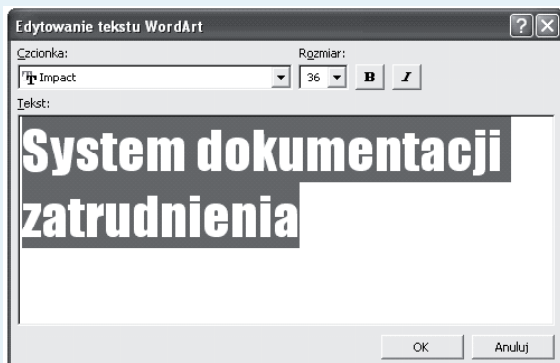 Edytowanie tekstu WordArt
Czcionka: Rozmiar:
Impact 36 B I
Tekst:
System dokumentacji
zatrudnienia
OK Anuluj